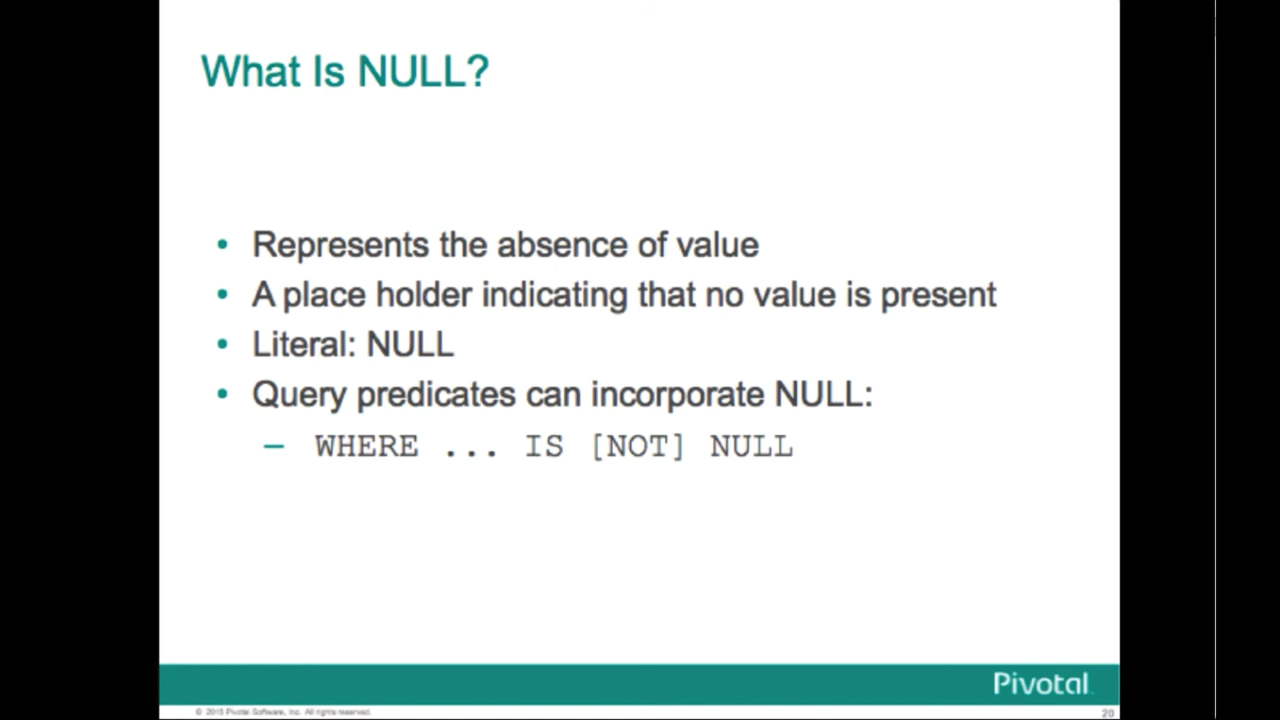 What Is NULL?
• Represents the absence of value
• A place holder indicating that no value is present
• Literal: NULL
• Query predicates can incorporate NULL:
– WHERE ... IS [NOT] NULL
Pivotal
© 2015 Pivotal Software, Inc. All rights reserved.
20